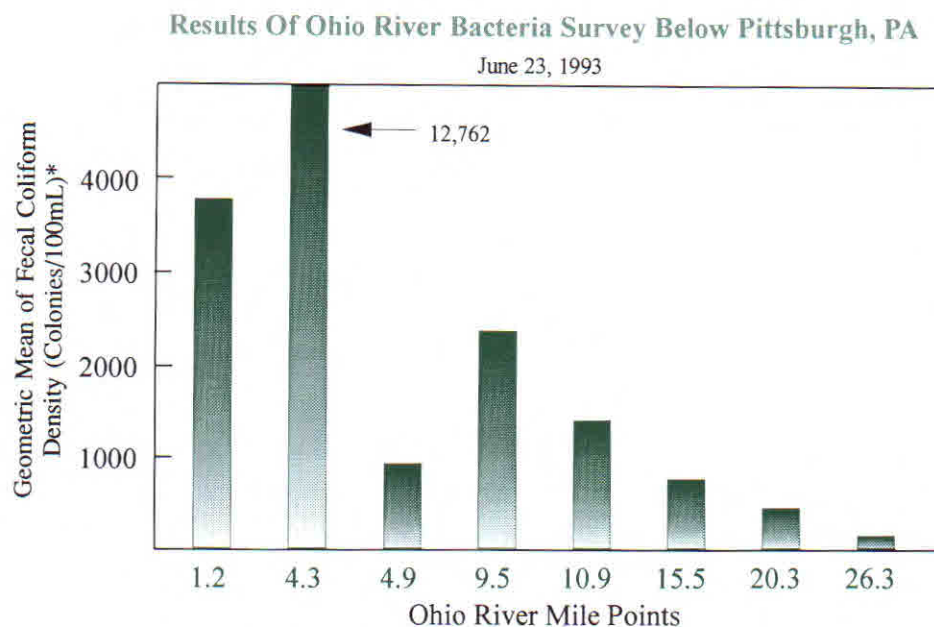 Results Of Ohio River Bacteria Survey Below Pittsburgh, PA
June 23, 1993
Geometric Mean of Fecal Coliform
Density (Colonies/100mL)*
12,762
4000
3000
2000
1000
1.2 4.3 4.9 9.5 10.9 15.5 20.3 26.3
Ohio River Mile Points